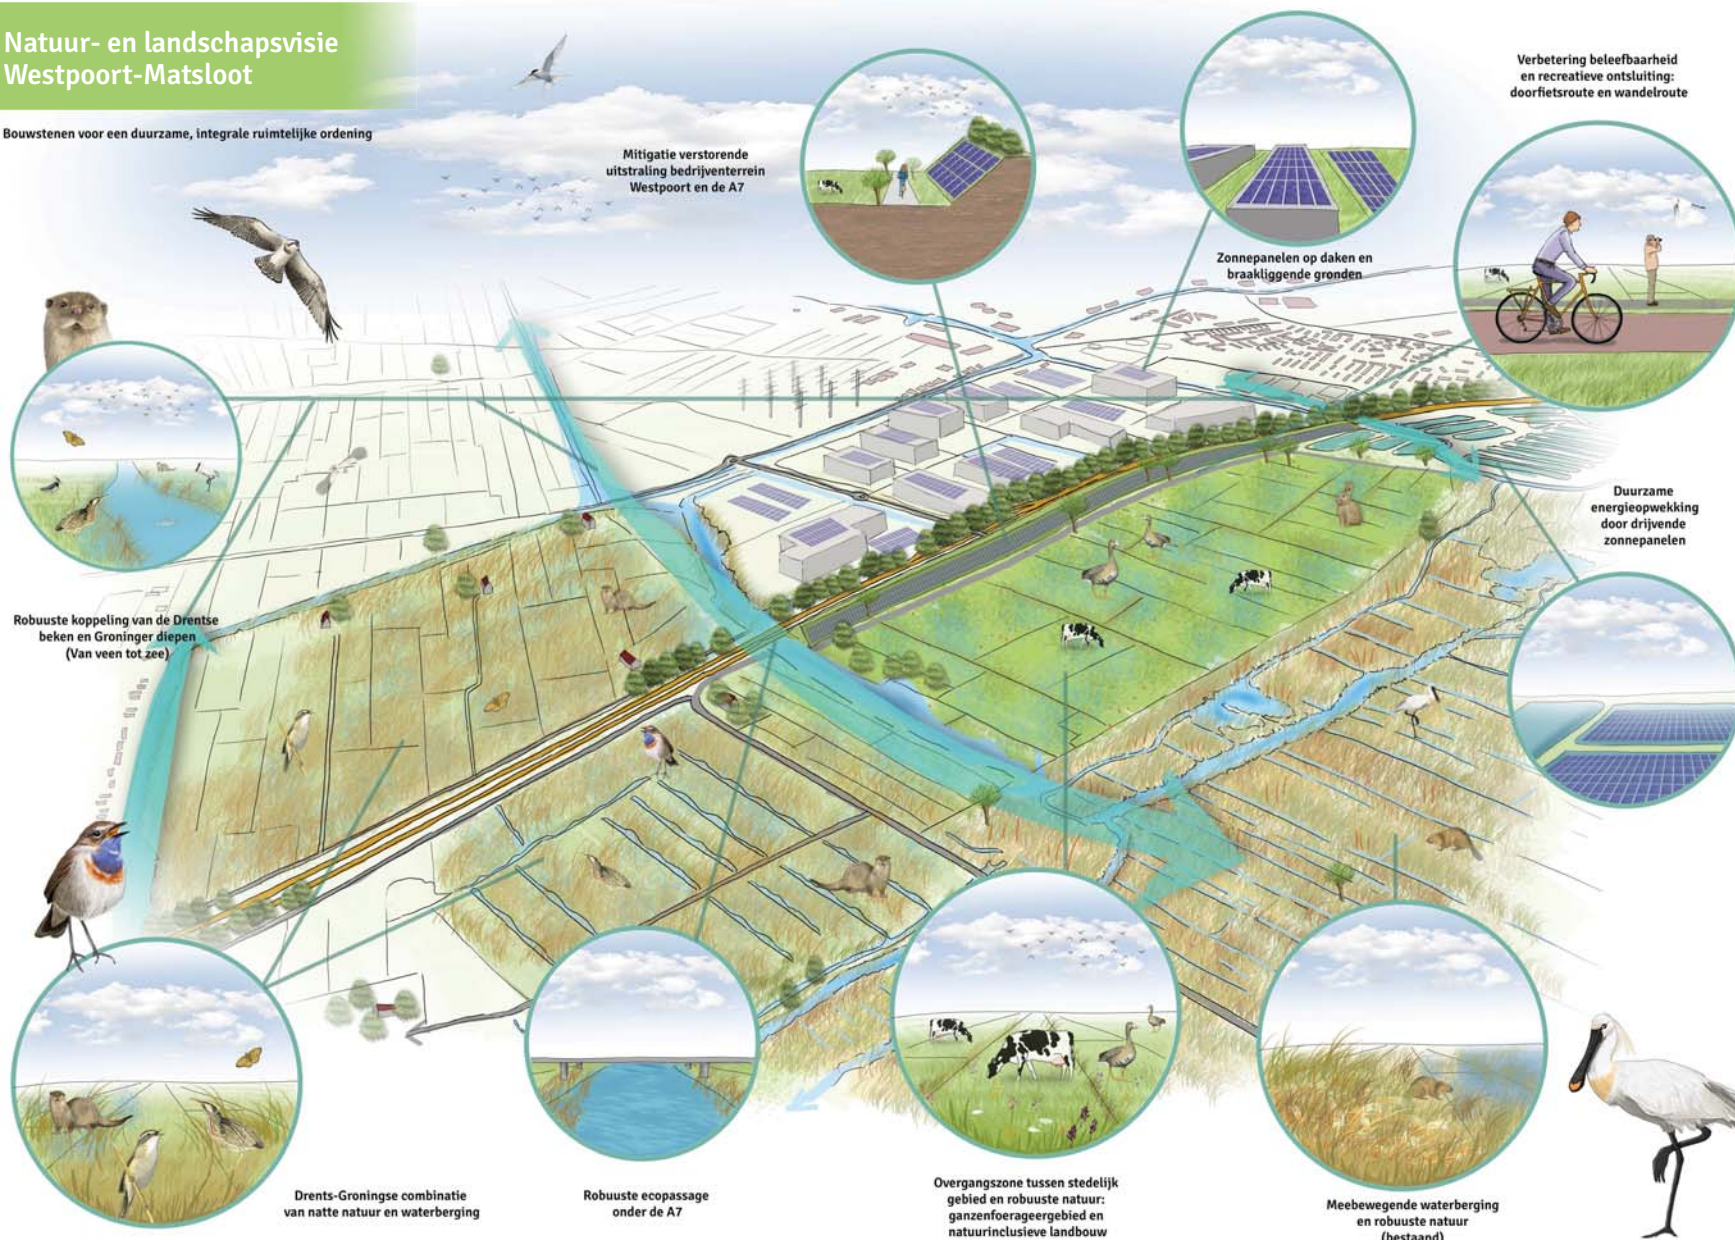 Natuur- en landschapsvisie
Westpoort-Matsloot
Bouwstenen voor een duurzame, integrale ruimtelijke ordening
Mitigatie verstorende
uitstraling bedrijventerrein
Westpoort en de A7
Zonnepanelen op daken en
braakliggende gronden
Verbetering beleefbaarheid
en recreatieve ontsluiting:
doorfietsroute en wandelroute
Duurzame
energieopwekking
door drijvende
zonnepanelen
Robuuste koppeling van de Drentse
beken en Groninger diepen
(Van veen tot zee)
Drents-Groningse combinatie
van natte natuur en waterberging
Robuuste ecopassage
onder de A7
Overgangszone tussen stedelijk
gebied en robuuste natuur:
ganzenfoerageergebied en
natuurinclusieve landbouw
Meebewegende waterberging
en robuuste natuur
(bestaand)